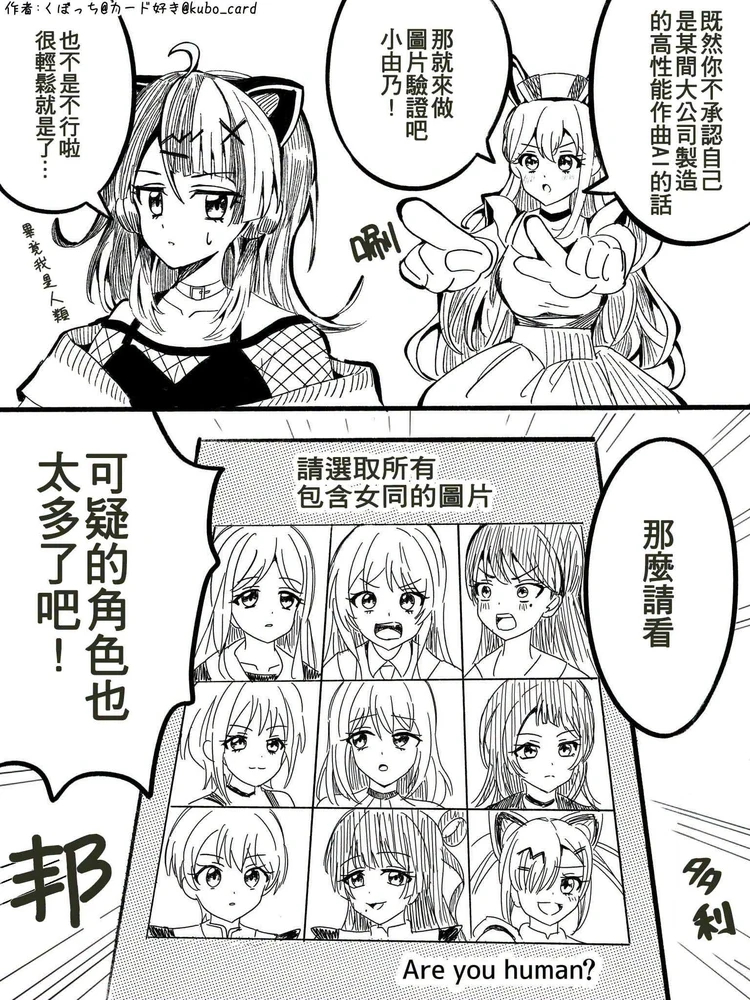 作者:くぼっち@カード好き@kubo_card
既然你不承認自己
是某間大公司製造
的高性能作曲AI的話
那就來做
圖片驗證吧
小由乃!
也不是不行啦
很輕鬆就是了…
畢竟我是人類
唰
那麼請看
請選取所有
包含女同的圖片
可疑的角色也
太多了吧!
邦
多利
Are you human?